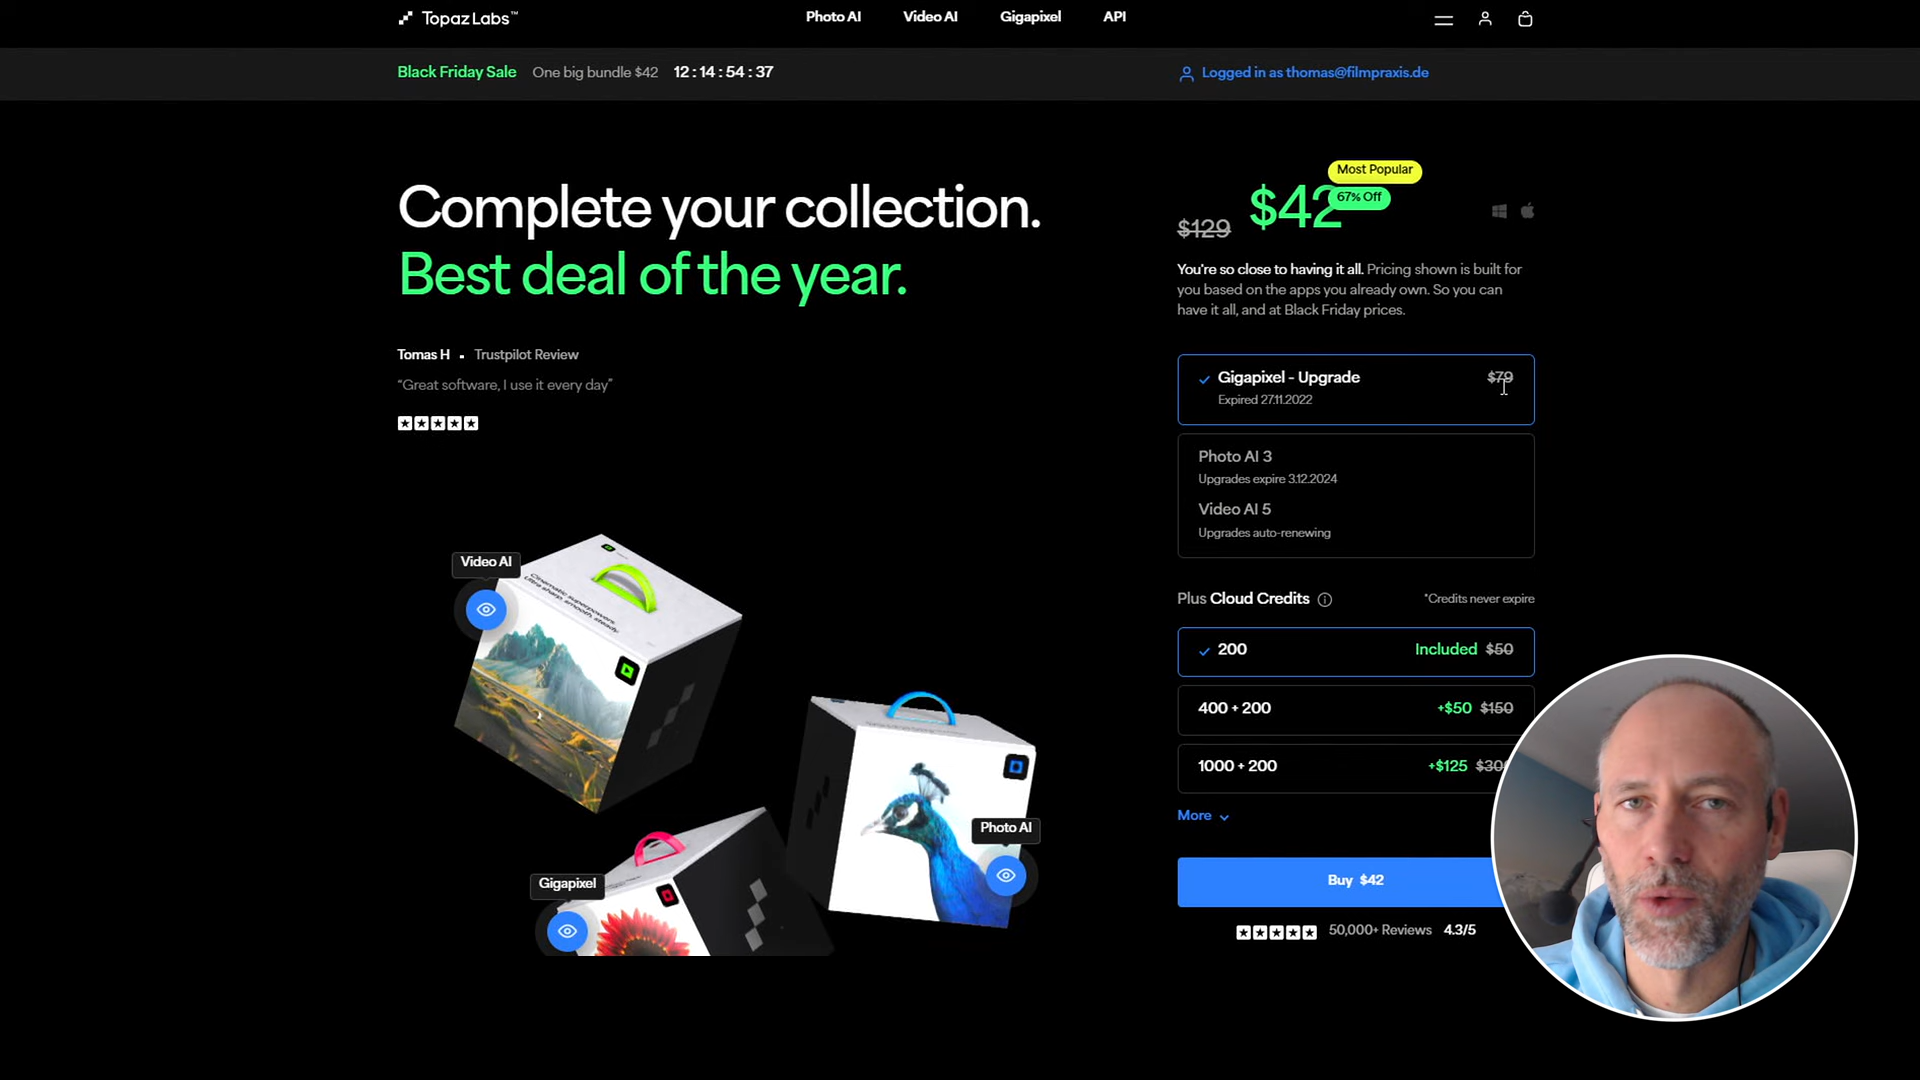 Topaz Labs™
Photo AI
Video AI
Gigapixel
API
Black Friday Sale
One big bundle $42
12 : 14 : 54 : 37
Logged in as thomas@filmpraxis.de
Complete your collection.
Best deal of the year.
Tomas H • Trustpilot Review
“Great software, I use it every day”
Video AI
Cinematic superpowers.
Ultra sharp, smooth, steady.
Photo AI
Gigapixel
Most Popular
$129
$42
67% Off
You're so close to having it all. Pricing shown is built for
you based on the apps you already own. So you can
have it all, and at Black Friday prices.
Gigapixel - Upgrade
$79
Expired 27.11.2022
Photo AI 3
Upgrades expire 3.12.2024
Video AI 5
Upgrades auto-renewing
Plus Cloud Credits
*Credits never expire
200
Included $50
400 + 200
+$50 $150
1000 + 200
+$125
More
Buy $42
50,000+ Reviews 4.3/5